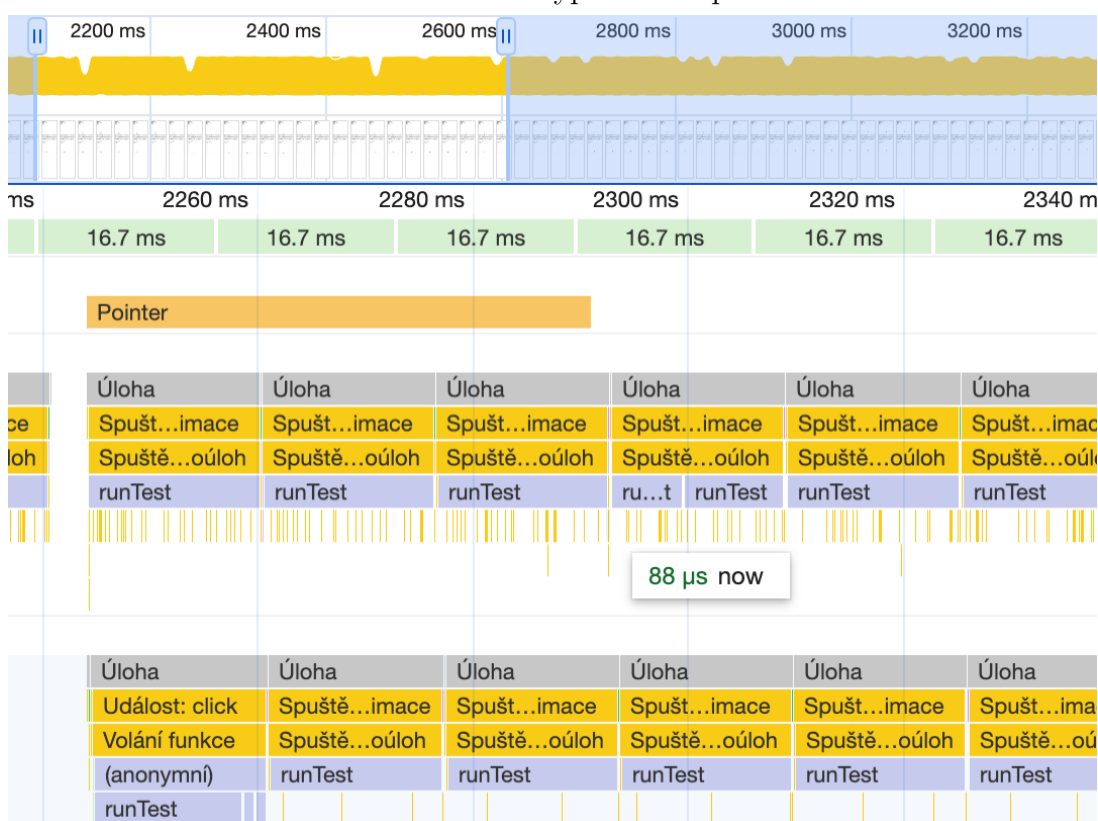 2200 ms 2400 ms 2600 ms 2800 ms 3000 ms 3200 ms
ms 2260 ms 2280 ms 2300 ms 2320 ms 2340 m
16.7 ms 16.7 ms 16.7 ms 16.7 ms 16.7 ms 16.7 ms
Pointer
Úloha Úloha Úloha Úloha Úloha Úloha
ce Spušt…imace Spušt…imace Spušt…imace Spušt…imace Spušt…imace Spušt…imac
loh Spuště…oúloh Spuště…oúloh Spuště…oúloh Spuště…oúloh Spuště…oúloh Spuště…oúl
runTest runTest runTest ru…t runTest runTest runTest
88 µs now
Úloha Úloha Úloha Úloha Úloha Úloha
Událost: click Spuště…imace Spušt…imace Spušt…imace Spušt…imace Spušt…ima
Volání funkce Spuště…oúloh Spuště…oúloh Spuště…oúloh Spuště…oúloh Spuště…oú
(anonymní) runTest runTest runTest runTest runTest
runTest